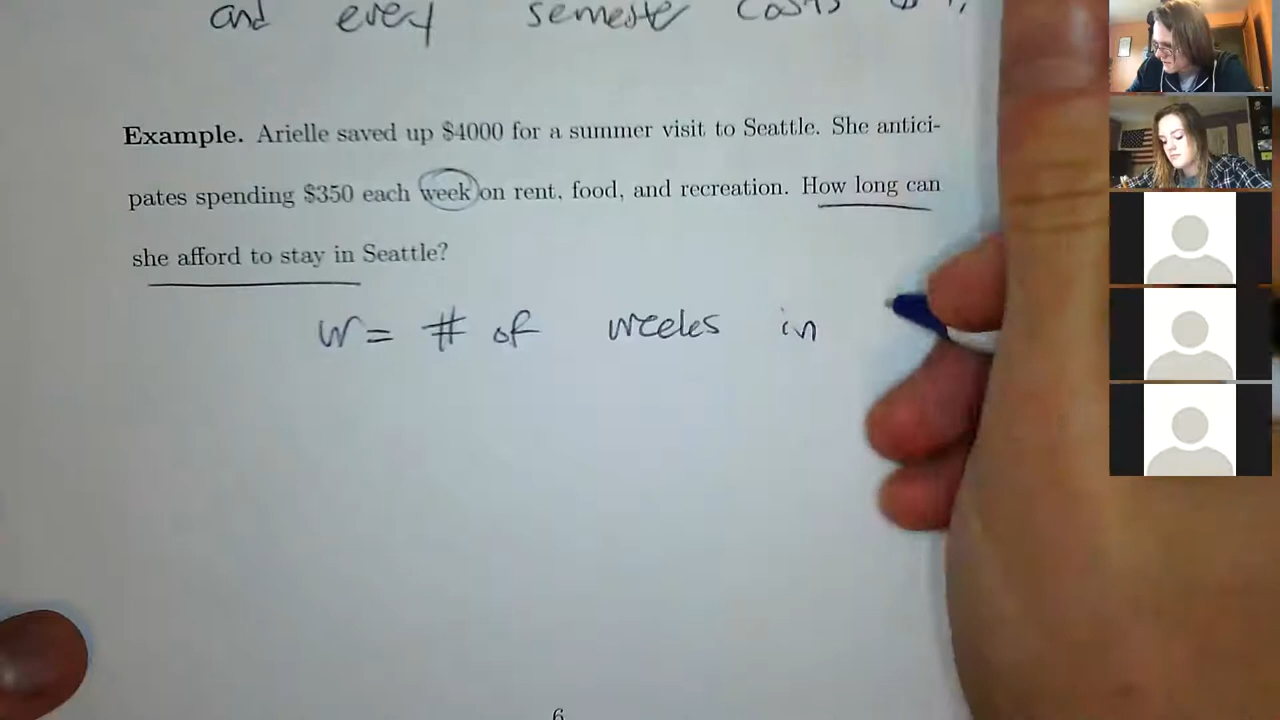 and every semester costs $
Example. Arielle saved up $4000 for a summer visit to Seattle. She antici-
pates spending $350 each week on rent, food, and recreation. How long can
she afford to stay in Seattle?
W = # of weeks in
6